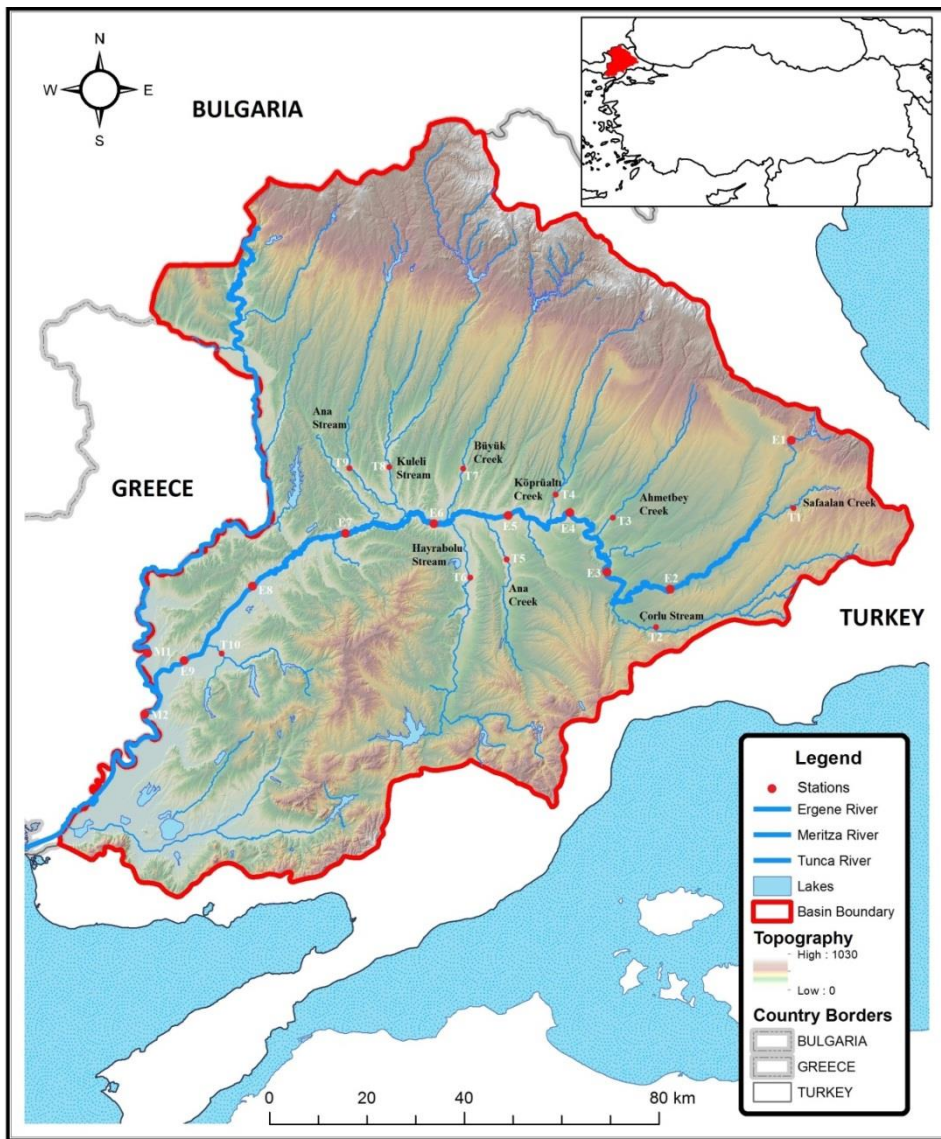 N
W E
S
BULGARIA
GREECE
TURKEY
Ana
Stream
T9
T8
Kuleli
Stream
Büyük
Creek
T7
Köprüaltı
Creek
T4
Ahmetbey
Creek
T3
E1
Safaalan Creek
T1
E7
E6
E5
E4
E3
E2
Hayrabolu
Stream
T6
T5
Ana
Creek
Çorlu Stream
T2
E8
M1
E9
T10
M2
Legend
Stations
Ergene River
Meritza River
Tunca River
Lakes
Basin Boundary
Topography
High : 1030
Low : 0
Country Borders
BULGARIA
GREECE
TURKEY
0 20 40 80 km